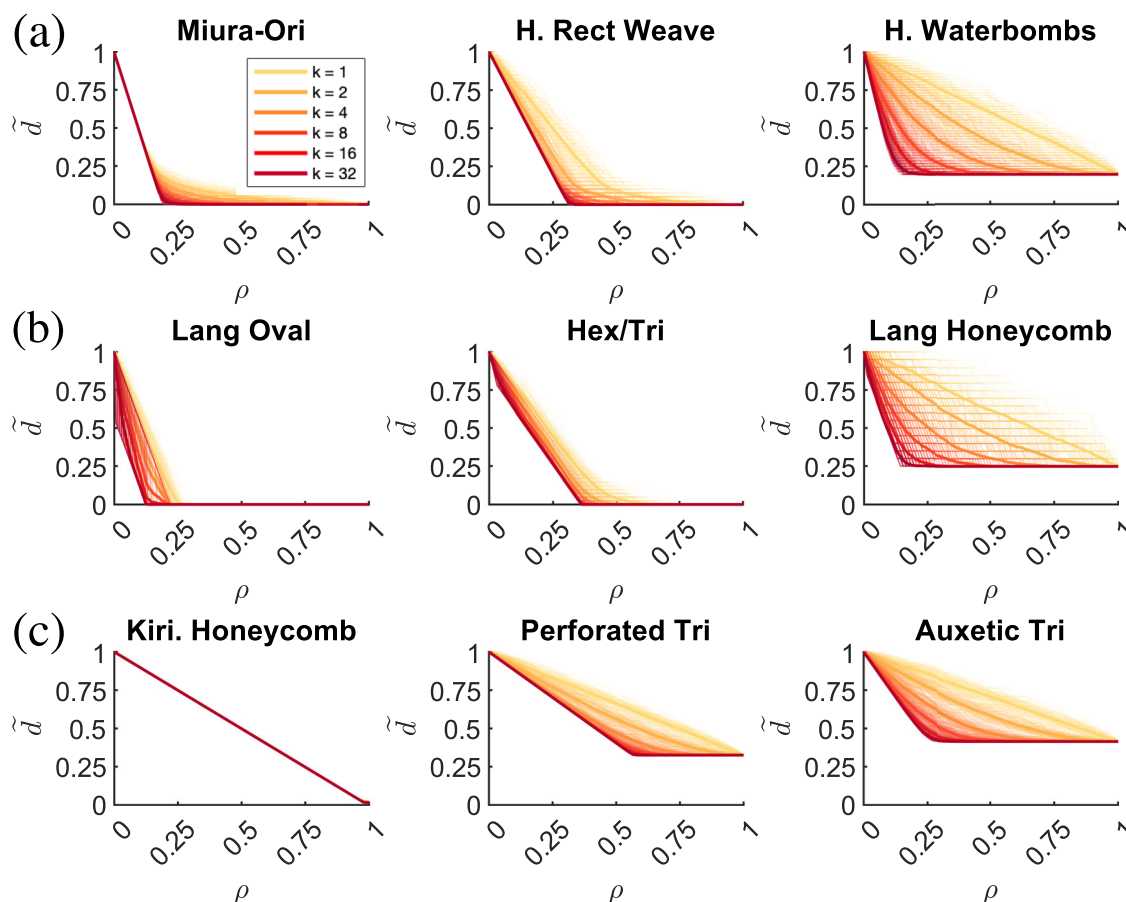 (a)
Miura-Ori
H. Rect Weave
H. Waterbombs
1
0.75
0.5
0.25
0
d̃
k = 1
k = 2
k = 4
k = 8
k = 16
k = 32
0
0.25
0.5
0.75
1
ρ
1
0.75
0.5
0.25
0
d̃
0
0.25
0.5
0.75
1
ρ
1
0.75
0.5
0.25
0
d̃
0
0.25
0.5
0.75
1
ρ
(b)
Lang Oval
Hex/Tri
Lang Honeycomb
1
0.75
0.5
0.25
0
d̃
0
0.25
0.5
0.75
1
ρ
1
0.75
0.5
0.25
0
d̃
0
0.25
0.5
0.75
1
ρ
1
0.75
0.5
0.25
0
d̃
0
0.25
0.5
0.75
1
ρ
(c)
Kiri. Honeycomb
Perforated Tri
Auxetic Tri
1
0.75
0.5
0.25
0
d̃
0
0.25
0.5
0.75
1
ρ
1
0.75
0.5
0.25
0
d̃
0
0.25
0.5
0.75
1
ρ
1
0.75
0.5
0.25
0
d̃
0
0.25
0.5
0.75
1
ρ